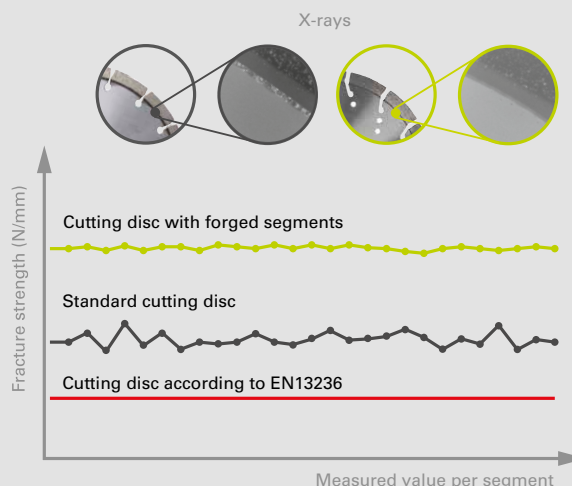 X-rays
Fracture strength (N/mm)
Cutting disc with forged segments
Standard cutting disc
Cutting disc according to EN13236
Measured value per segment